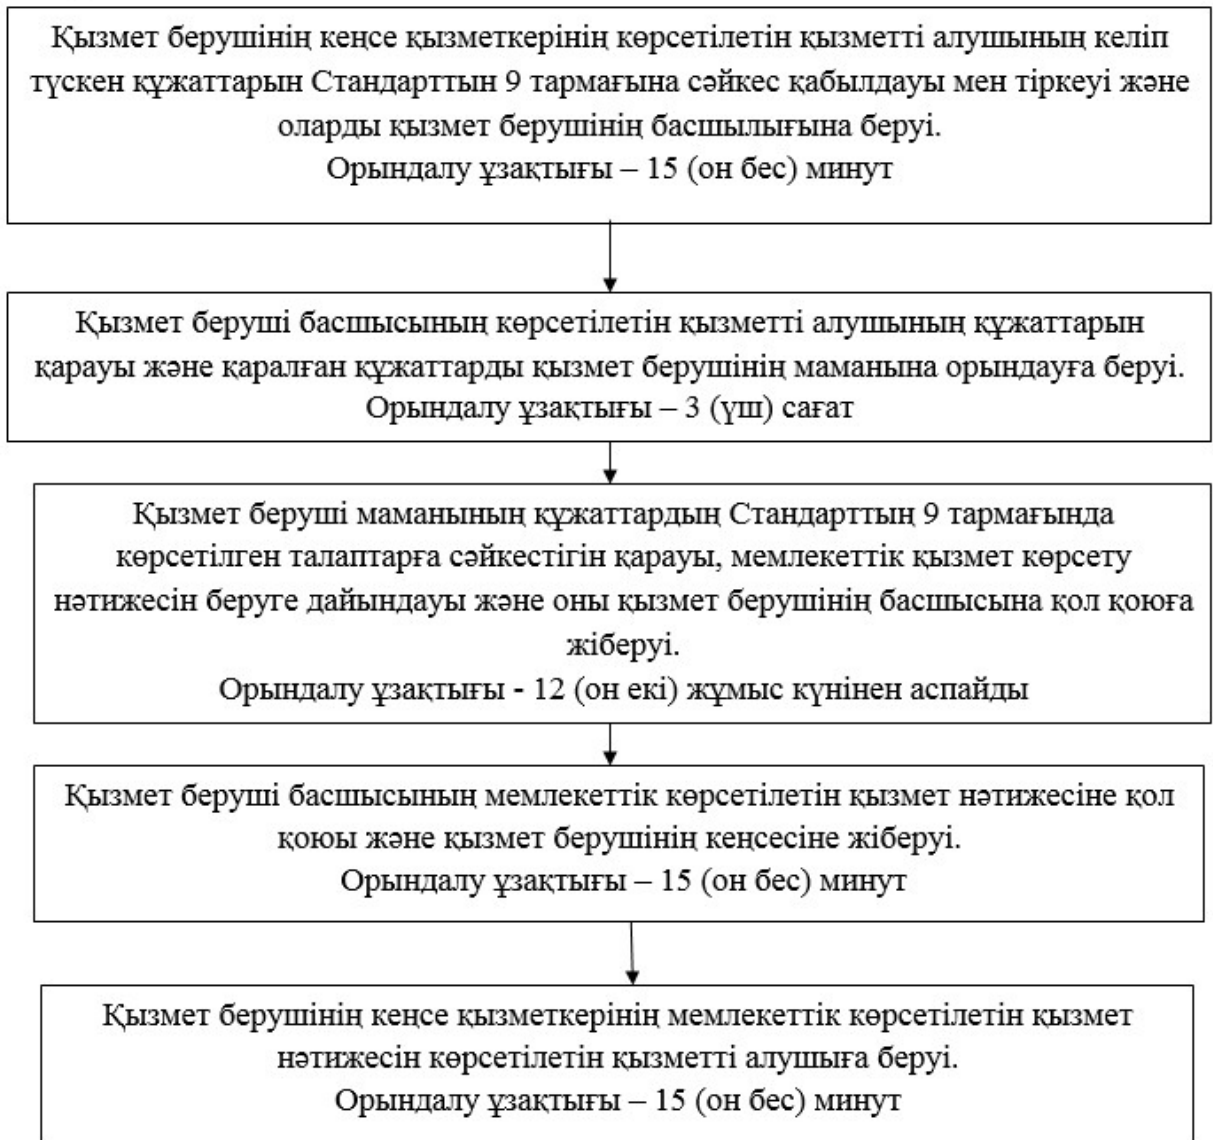 Қызмет берушінің кеңсе қызметкерінің көрсетілетін қызметті алушының келіп
түскен құжаттарын Стандарттын 9 тармағына сәйкес қабылдауы мен тіркеуі және
оларды қызмет берушінің басшылығына беруі.
Орындалу ұзақтығы – 15 (он бес) минут
Қызмет беруші басшысының көрсетілетін қызметті алушының құжаттарын
қарауы және қаралған құжаттарды қызмет берушінің маманына орындауға беруі.
Орындалу ұзақтығы – 3 (үш) сағат
Қызмет беруші маманының құжаттардың Стандарттың 9 тармағында
көрсетілген талаптарға сәйкестігін қарауы, мемлекеттік қызмет көрсету
нәтижесін беруге дайындауы және оны қызмет берушінің басшысына қол қоюға
жіберуі.
Орындалу ұзақтығы - 12 (он екі) жұмыс күнінен аспайды
Қызмет беруші басшысының мемлекеттік көрсетілетін қызмет нәтижесіне қол
қоюы және қызмет берушінің кеңсесіне жіберуі.
Орындалу ұзақтығы – 15 (он бес) минут
Қызмет берушінің кеңсе қызметкерінің мемлекеттік көрсетілетін қызмет
нәтижесін көрсетілетін қызметті алушыға беруі.
Орындалу ұзақтығы – 15 (он бес) минут